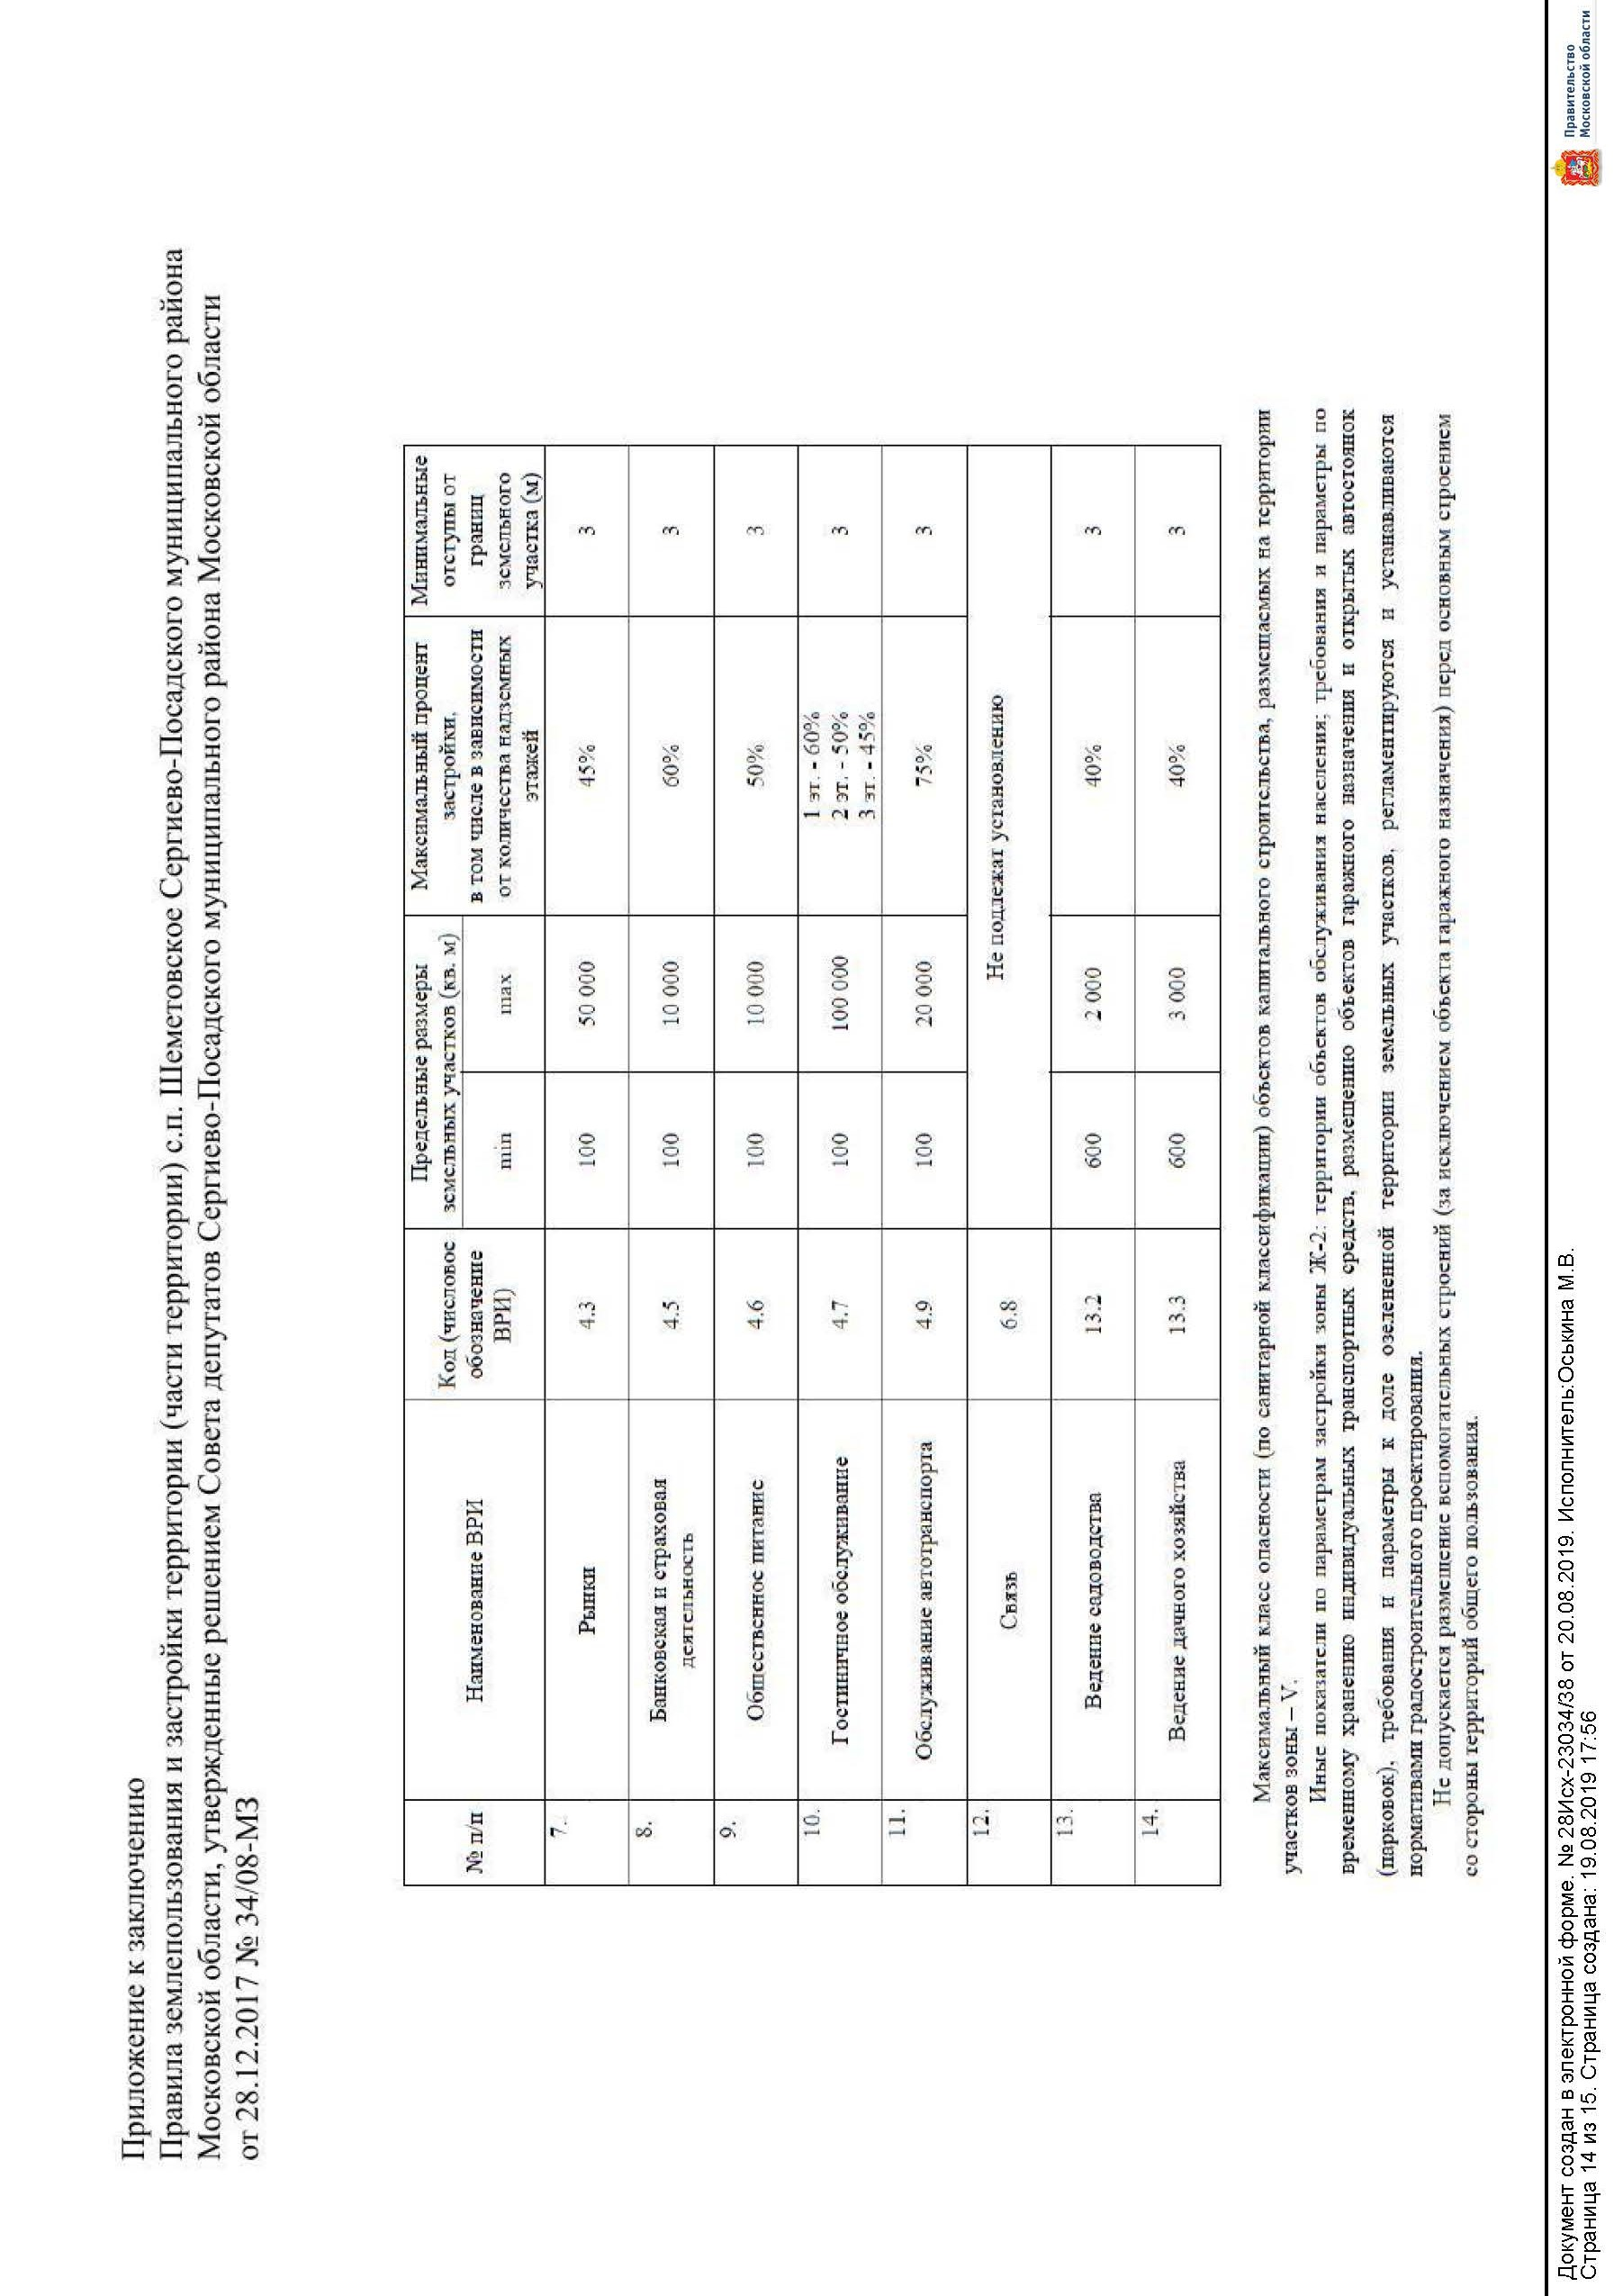 Приложение к заключению
Правила землепользования и застройки территории (части территории) с.п. Шеметовское Сергиево-Посадского муниципального района
Московской области, утвержденные решением Совета депутатов Сергиево-Посадского муниципального района Московской области
от 28.12.2017 № 34/08-МЗ
№ п/п
Наименование ВРИ
Код (числовое
обозначение
ВРИ)
Предельные размеры
земельных участков (кв. м)
min
max
Максимальный процент
застройки,
в том числе в зависимости
от количества надземных
этажей
Минимальные
отступы от
границ
земельного
участка (м)
7. Рынки 4.3 100 50 000 45% 3
8. Банковская и страховая
деятельность 4.5 100 10 000 60% 3
9. Общественное питание 4.6 100 10 000 50% 3
10. Гостиничное обслуживание 4.7 100 100 000 1 эт. - 60%
2 эт. - 50%
3 эт. - 45% 3
11. Обслуживание автотранспорта 4.9 100 20 000 75% 3
12. Связь 6.8 Не подлежат установлению
13. Ведение садоводства 13.2 600 2 000 40% 3
14. Ведение дачного хозяйства 13.3 600 3 000 40% 3
Максимальный класс опасности (по санитарной классификации) объектов капитального строительства, размещаемых на территории
участков зоны – V.
Иные показатели по параметрам застройки зоны Ж-2: территории объектов обслуживания населения; требования и параметры по
временному хранению индивидуальных транспортных средств, размещению объектов гаражного назначения и открытых автостоянок
(парковок), требования и параметры к доле озелененной территории земельных участков, регламентируются и устанавливаются
нормативами градостроительного проектирования.
Не допускается размещение вспомогательных строений (за исключением объекта гаражного назначения) перед основным строением
со стороны территорий общего пользования.
Документ создан в электронной форме. № 28Исх-23034/38 от 20.08.2019. Исполнитель:Оськина М.В.
Страница 14 из 15. Страница создана: 19.08.2019 17:56
Правительство
Московской области